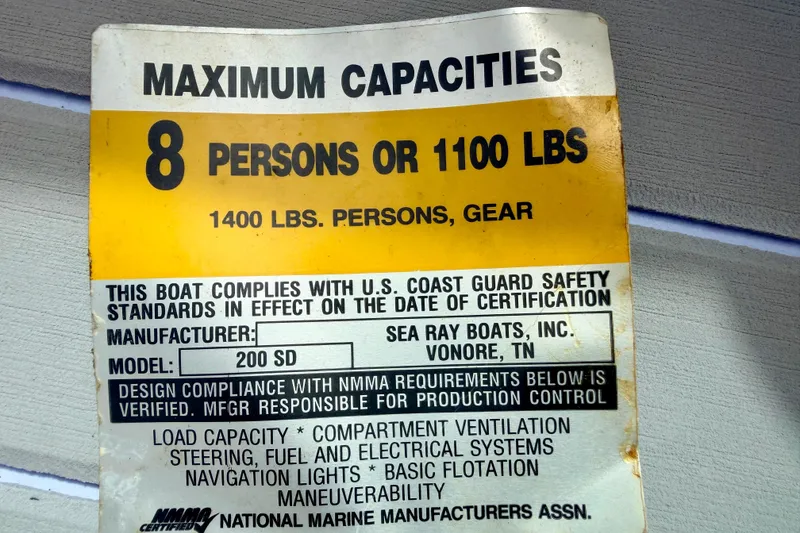 MAXIMUM CAPACITIES
8 PERSONS OR 1100 LBS
1400 LBS. PERSONS, GEAR
THIS BOAT COMPLIES WITH U.S. COAST GUARD SAFETY
STANDARDS IN EFFECT ON THE DATE OF CERTIFICATION
MANUFACTURER: SEA RAY BOATS, INC.
MODEL: 200 SD VONORE, TN
DESIGN COMPLIANCE WITH NMMA REQUIREMENTS BELOW IS
VERIFIED. MFGR RESPONSIBLE FOR PRODUCTION CONTROL
LOAD CAPACITY * COMPARTMENT VENTILATION
STEERING, FUEL AND ELECTRICAL SYSTEMS
NAVIGATION LIGHTS * BASIC FLOTATION
MANEUVERABILITY
NMMA CERTIFIED NATIONAL MARINE MANUFACTURERS ASSN.